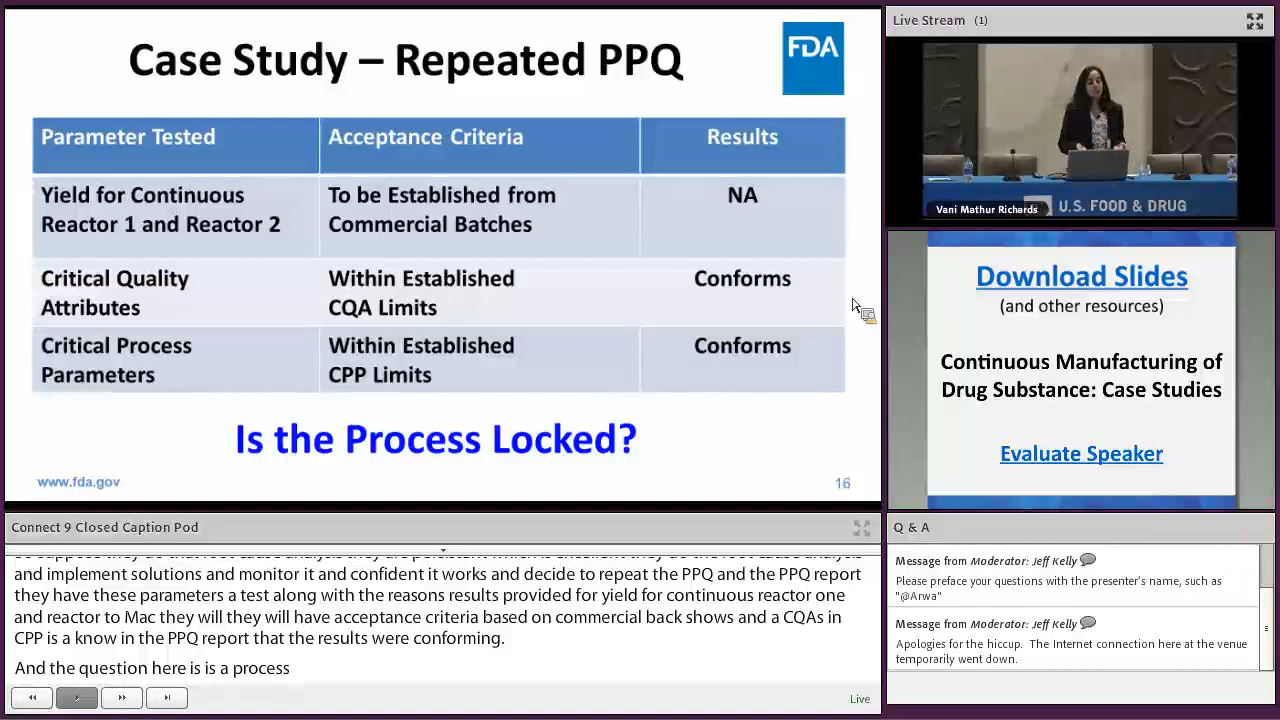 Case Study – Repeated PPQ
FDA
Parameter Tested
Acceptance Criteria
Results
Yield for Continuous
Reactor 1 and Reactor 2
To be Established from
Commercial Batches
NA
Critical Quality
Attributes
Within Established
CQA Limits
Conforms
Critical Process
Parameters
Within Established
CPP Limits
Conforms
Is the Process Locked?
www.fda.gov
16
Live Stream (1)
Vani Mathur Richards
U.S. FOOD & DRUG
Download Slides
(and other resources)
Continuous Manufacturing of
Drug Substance: Case Studies
Evaluate Speaker
Connect 9 Closed Caption Pod
and implement solutions and monitor it and confident it works and decide to repeat the PPQ and the PPQ report
they have these parameters a test along with the reasons results provided for yield for continuous reactor one
and reactor to Mac they will they will have acceptance criteria based on commercial back shows and a CQAs in
CPP is a know in the PPQ report that the results were conforming.
And the question here is is a process
Live
Q & A
Message from Moderator: Jeff Kelly
Please preface your questions with the presenter's name, such as
"@Arwa"
Message from Moderator: Jeff Kelly
Apologies for the hiccup. The Internet connection here at the venue
temporarily went down.